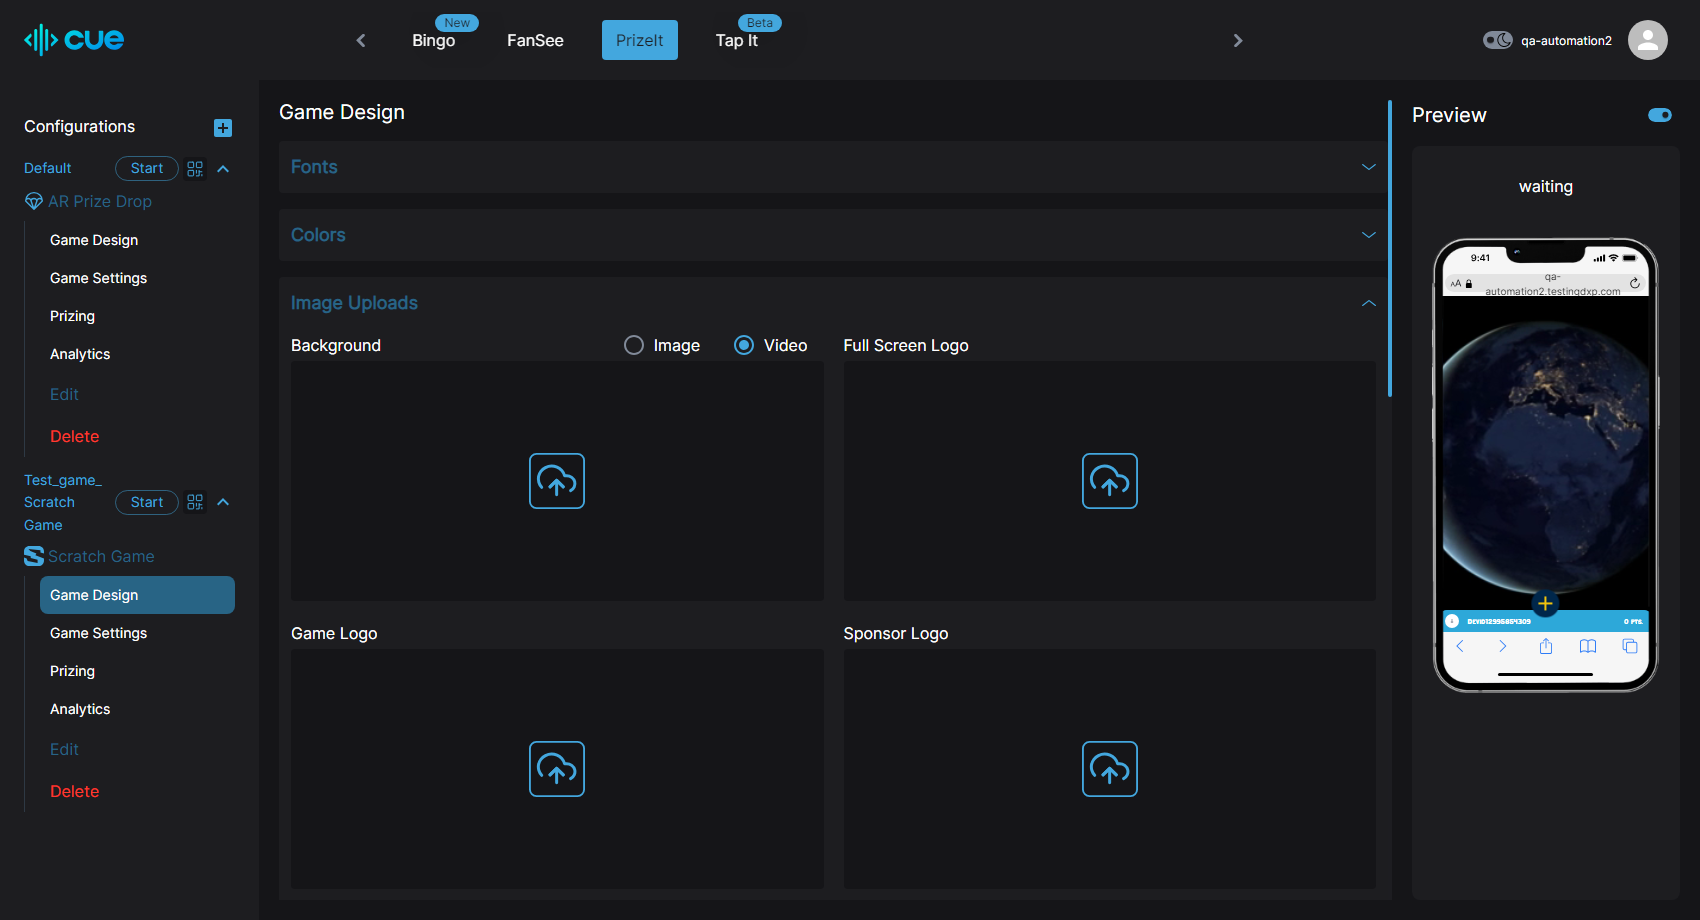 cue
New
Bingo
FanSee
PrizeIt
Beta
Tap It
qa-automation2
Configurations
Default
Start
AR Prize Drop
Game Design
Game Settings
Prizing
Analytics
Edit
Delete
Test_game_
Scratch
Game
Start
Scratch Game
Game Design
Game Settings
Prizing
Analytics
Edit
Delete
Game Design
Fonts
Colors
Image Uploads
Background
Image
Video
Full Screen Logo
Game Logo
Sponsor Logo
Preview
waiting
9:41
AA
qa-
automation2.testingdxp.com
0 PTS.